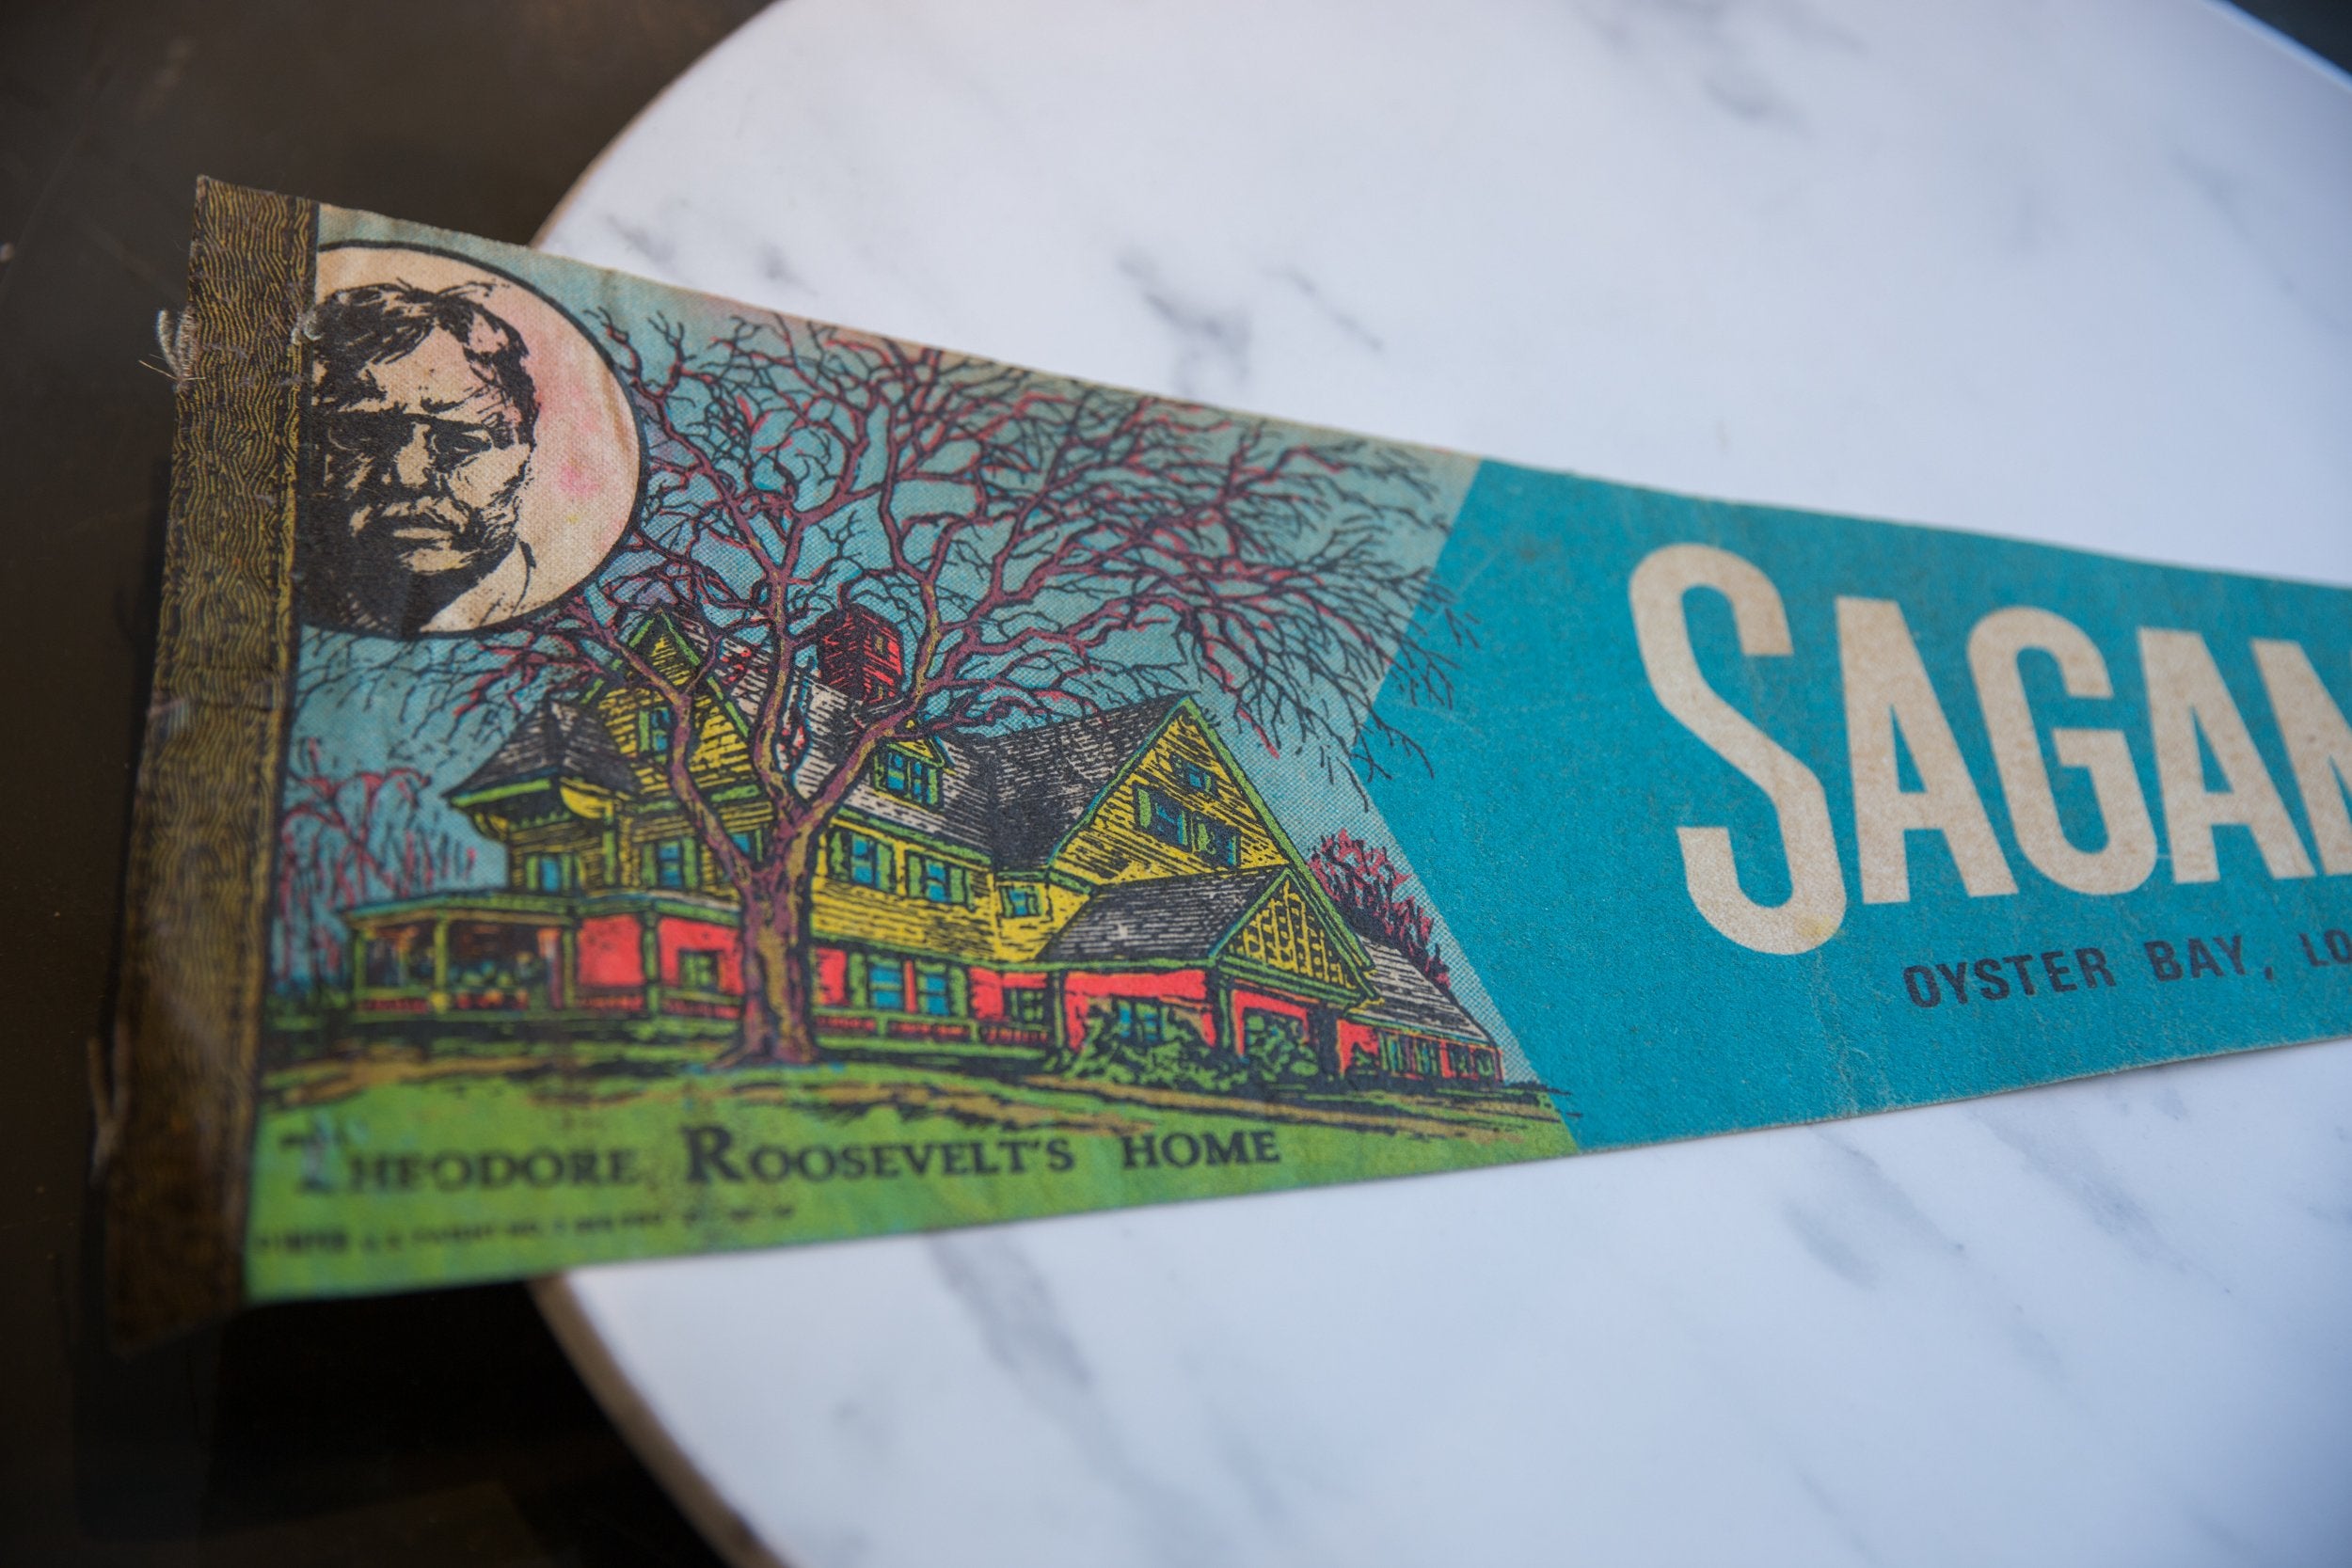 SAGAM
OYSTER BAY, LO
THEODORE ROOSEVELT'S HOME